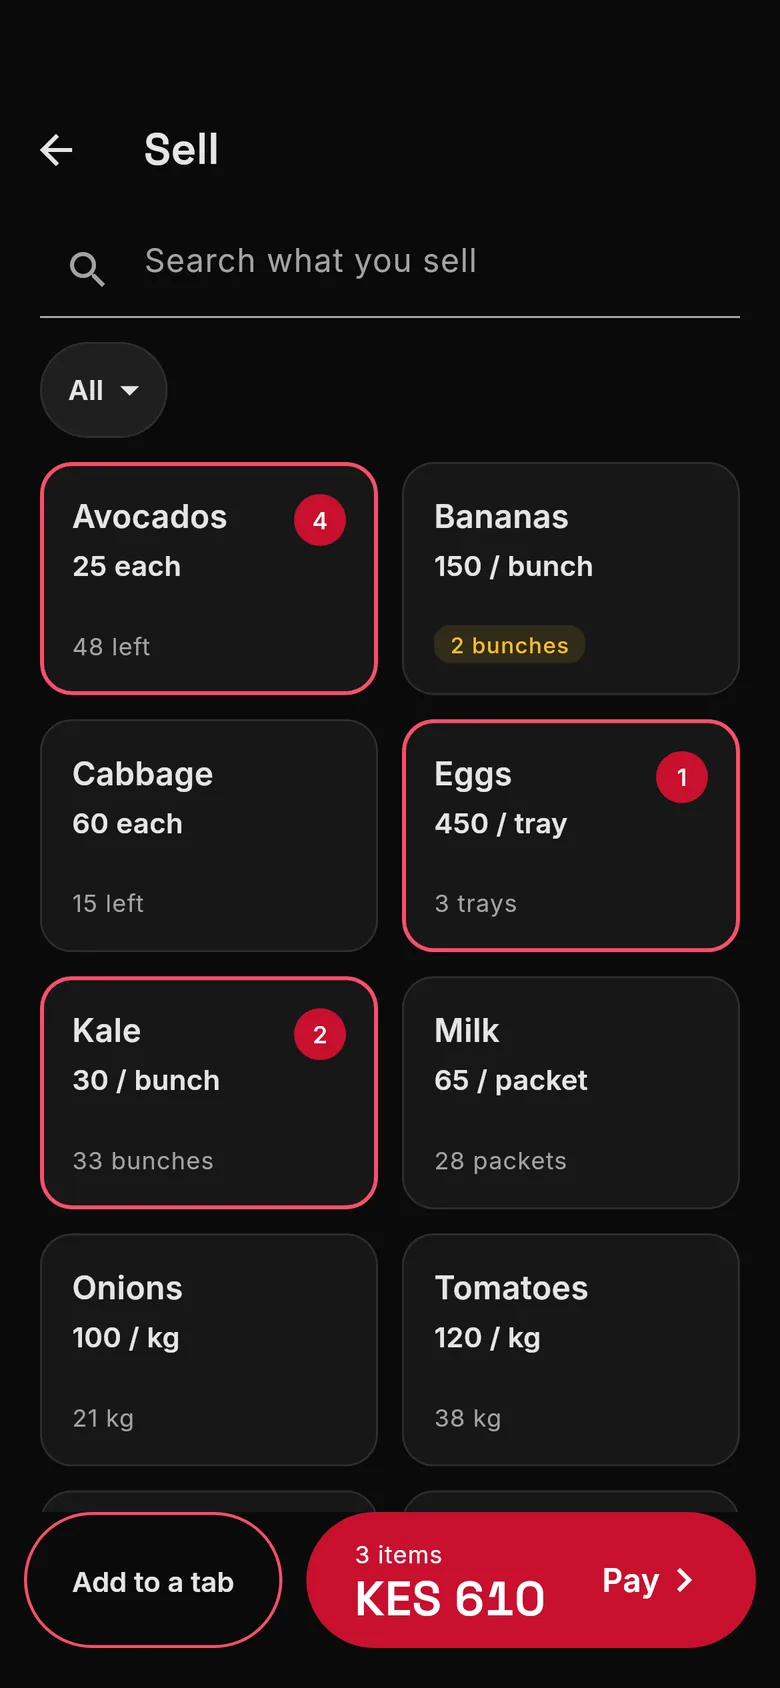 Sell
Search what you sell
All
Avocados
4
25 each
48 left
Bananas
150 / bunch
2 bunches
Cabbage
60 each
15 left
Eggs
1
450 / tray
3 trays
Kale
2
30 / bunch
33 bunches
Milk
65 / packet
28 packets
Onions
100 / kg
21 kg
Tomatoes
120 / kg
38 kg
Add to a tab
3 items
KES 610
Pay